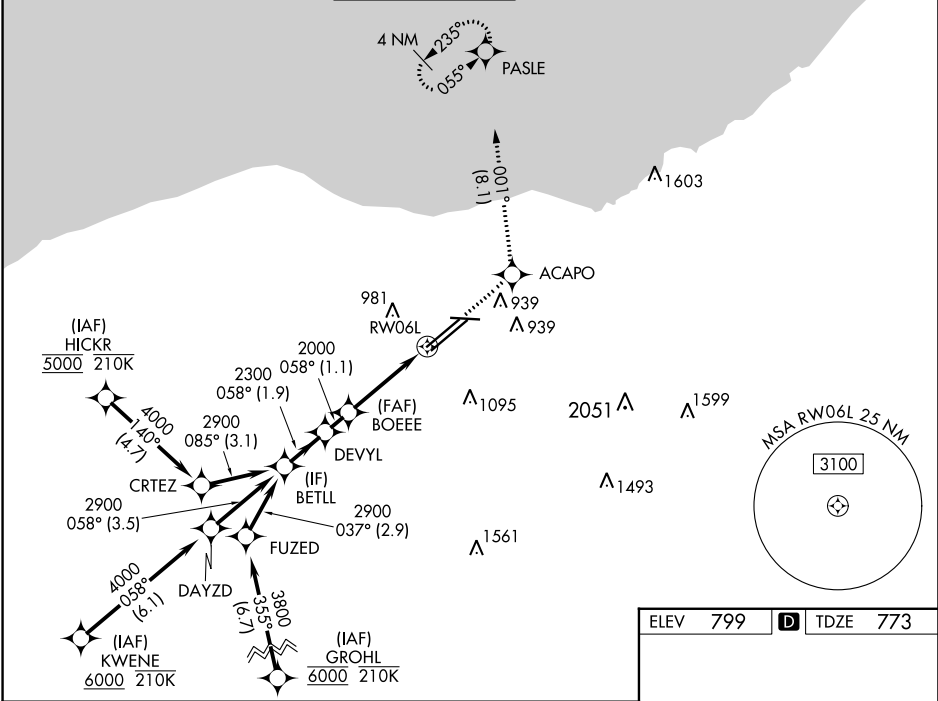 4 NM
235°
055°
PASLE
001°
(8.1)
1603
ACAPO
981
939
RW06L
939
(IAF)
HICKR
5000 210K
2000
058° (1.1)
2300
058° (1.9)
4000
140°
(4.7)
2900
085° (3.1)
(FAF)
BOEEE
1095
2051
1599
DEVYL
MSA RW06L 25 NM
3100
CRTEZ
(IF)
BETLL
1493
2900
058° (3.5)
2900
037° (2.9)
FUZED
1561
DAYZD
4000
058°
(6.1)
3800
355°
(6.7)
(IAF)
KWENE
6000 210K
(IAF)
GROHL
6000 210K
ELEV 799 D TDZE 773